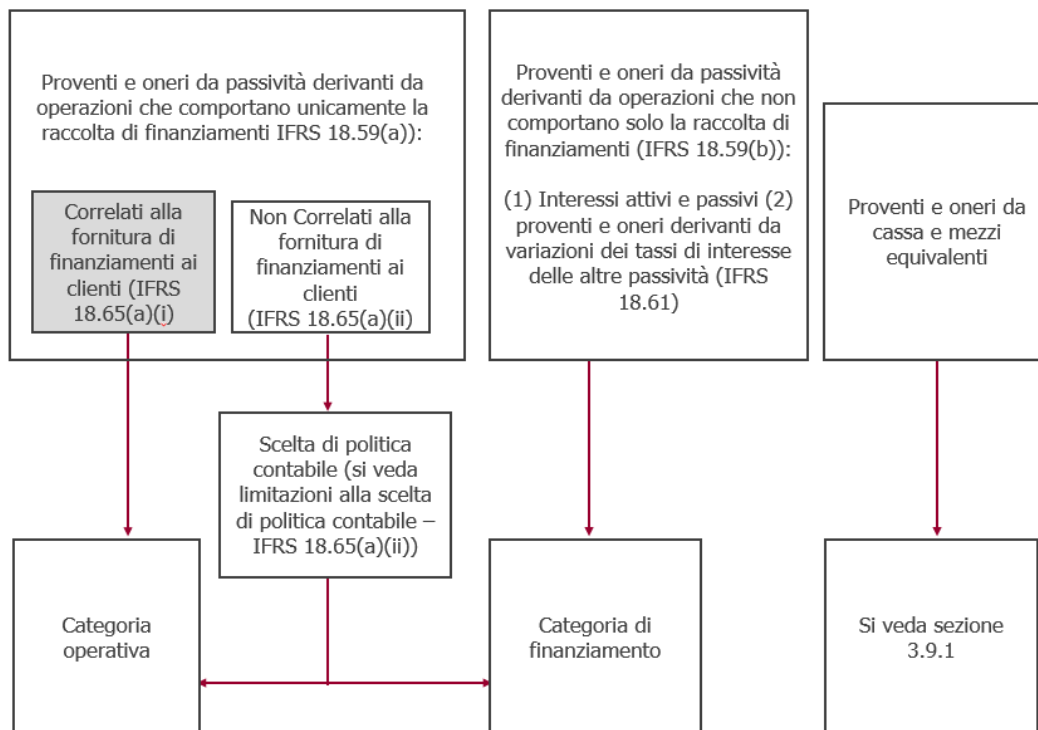 Proventi e oneri da passività derivanti da
operazioni che comportano unicamente la
raccolta di finanziamenti IFRS 18.59(a)):
Correlati alla
fornitura di
finanziamenti ai
clienti (IFRS
18.65(a)(i)
Non Correlati alla
fornitura di
finanziamenti ai
clienti
(IFRS 18.65(a)(ii)
Proventi e oneri da passività
derivanti da operazioni che non
comportano solo la raccolta di
finanziamenti (IFRS 18.59(b)):
(1) Interessi attivi e passivi (2)
proventi e oneri derivanti da
variazioni dei tassi di interesse
delle altre passività (IFRS
18.61)
Proventi e oneri da
cassa e mezzi
equivalenti
Scelta di politica
contabile (si veda
limitazioni alla scelta
di politica contabile –
IFRS 18.65(a)(ii))
Categoria
operativa
Categoria di
finanziamento
Si veda sezione
3.9.1